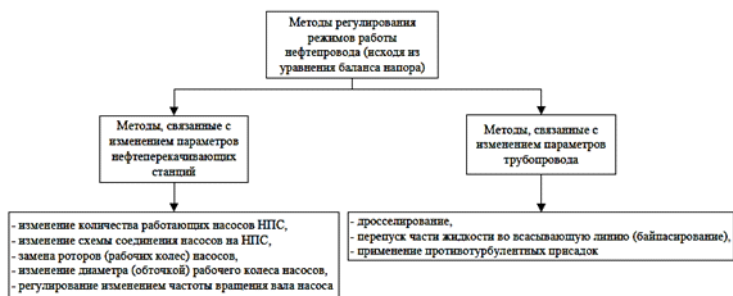 Методы регулирования
режимов работы
нефтепровода (исходя из
уравнения баланса напора)
Методы, связанные с
изменением параметров
нефтеперекачивающих
станций
Методы, связанные с
изменением параметров
трубопровода
- изменение количества работающих насосов НПС,
- изменение схемы соединения насосов на НПС,
- замена роторов (рабочих колес) насосов,
- изменение диаметра (обточкой) рабочего колеса насосов,
- регулирование изменением частоты вращения вала насоса
- дросселирование,
- перепуск части жидкости во всасывающую линию (байпасирование),
- применение противотурбулентных присадок